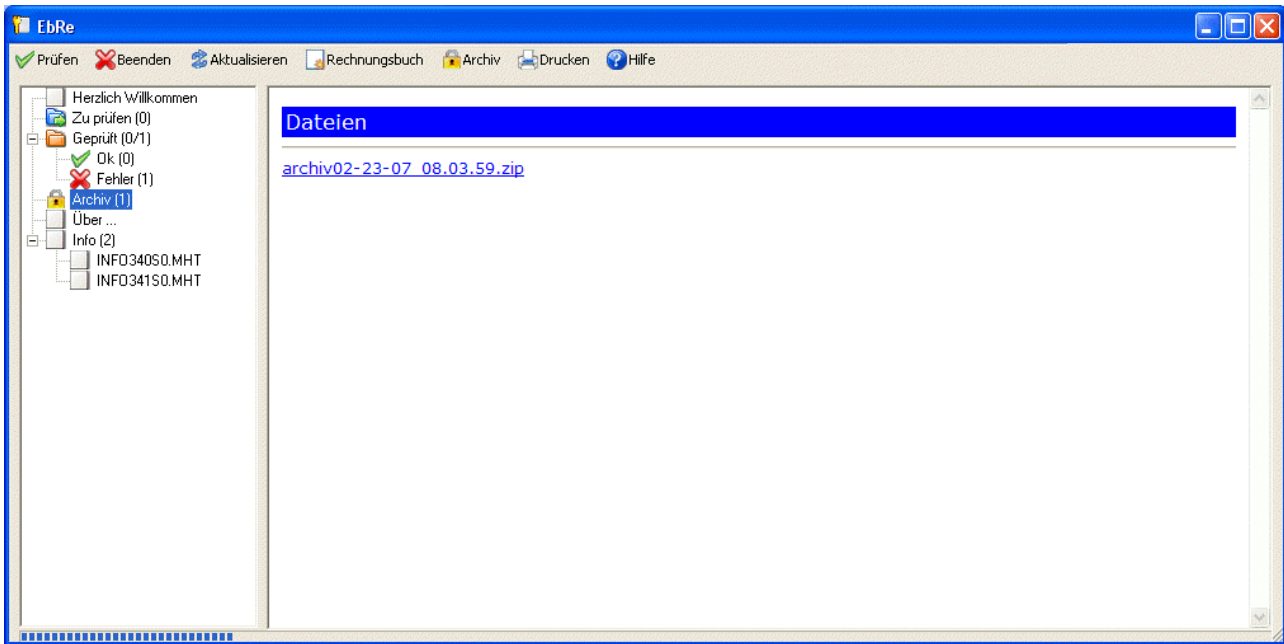 EbRe
Prüfen Beenden Aktualisieren Rechnungsbuch Archiv Drucken Hilfe
Herzlich Willkommen
Zu prüfen (0)
Geprüft (0/1)
Ok (0)
Fehler (1)
Archiv (1)
Über ...
Info (2)
INFO340S0.MHT
INFO341S0.MHT
Dateien
archiv02-23-07_08.03.59.zip